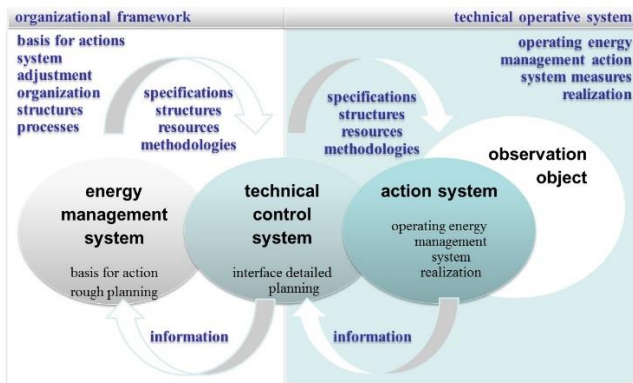 organizational framework
technical operative system
basis for actions
system
adjustment
organization
structures
processes
specifications
structures
resources
methodologies
specifications
structures
resources
methodologies
operating energy
management action
system measures
realization
observation
object
energy
management
system
basis for action
rough planning
technical
control
system
interface detailed
planning
action system
operating energy
management
system
realization
information
information